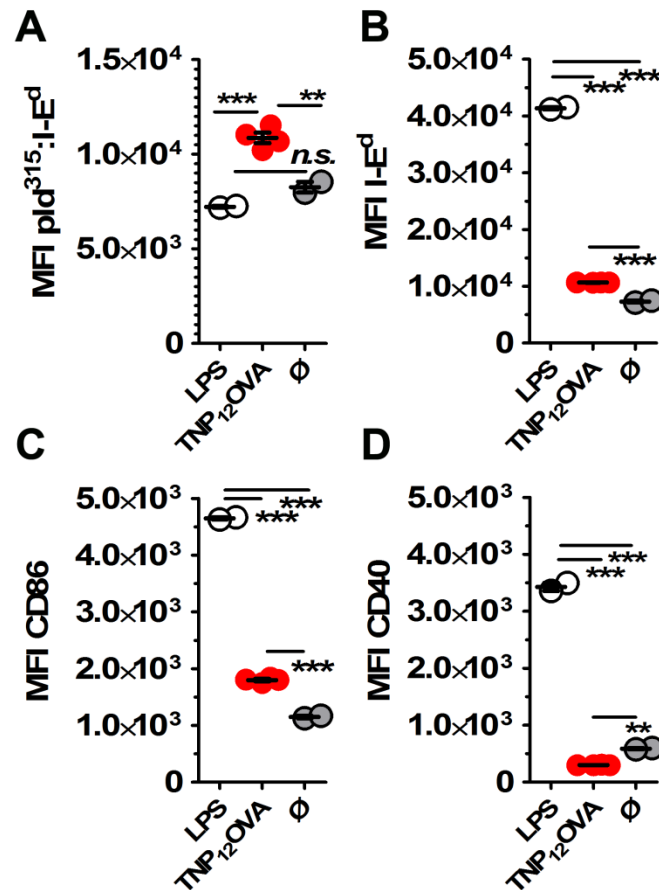 A
MFI pId³¹⁵:I-Eᵈ
1.5×10⁴
1.0×10⁴
5.0×10³
0
***
**
n.s.
LPS
TNP₁₂OVA
Ø
B
MFI I-Eᵈ
5.0×10⁴
4.0×10⁴
3.0×10⁴
2.0×10⁴
1.0×10⁴
0
***
***
***
LPS
TNP₁₂OVA
Ø
C
MFI CD86
5.0×10³
4.0×10³
3.0×10³
2.0×10³
1.0×10³
0
***
***
***
LPS
TNP₁₂OVA
Ø
D
MFI CD40
5.0×10³
4.0×10³
3.0×10³
2.0×10³
1.0×10³
0
***
***
**
LPS
TNP₁₂OVA
Ø